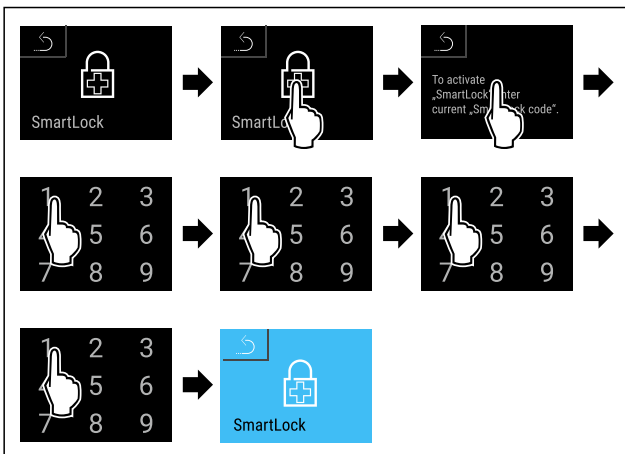 SmartLock
SmartLock
To activate
„SmartLock“ enter
current „SmartLock code“.
1 2 3
4 5 6
7 8 9
1 2 3
4 5 6
7 8 9
1 2 3
4 5 6
7 8 9
1 2 3
4 5 6
7 8 9
SmartLock